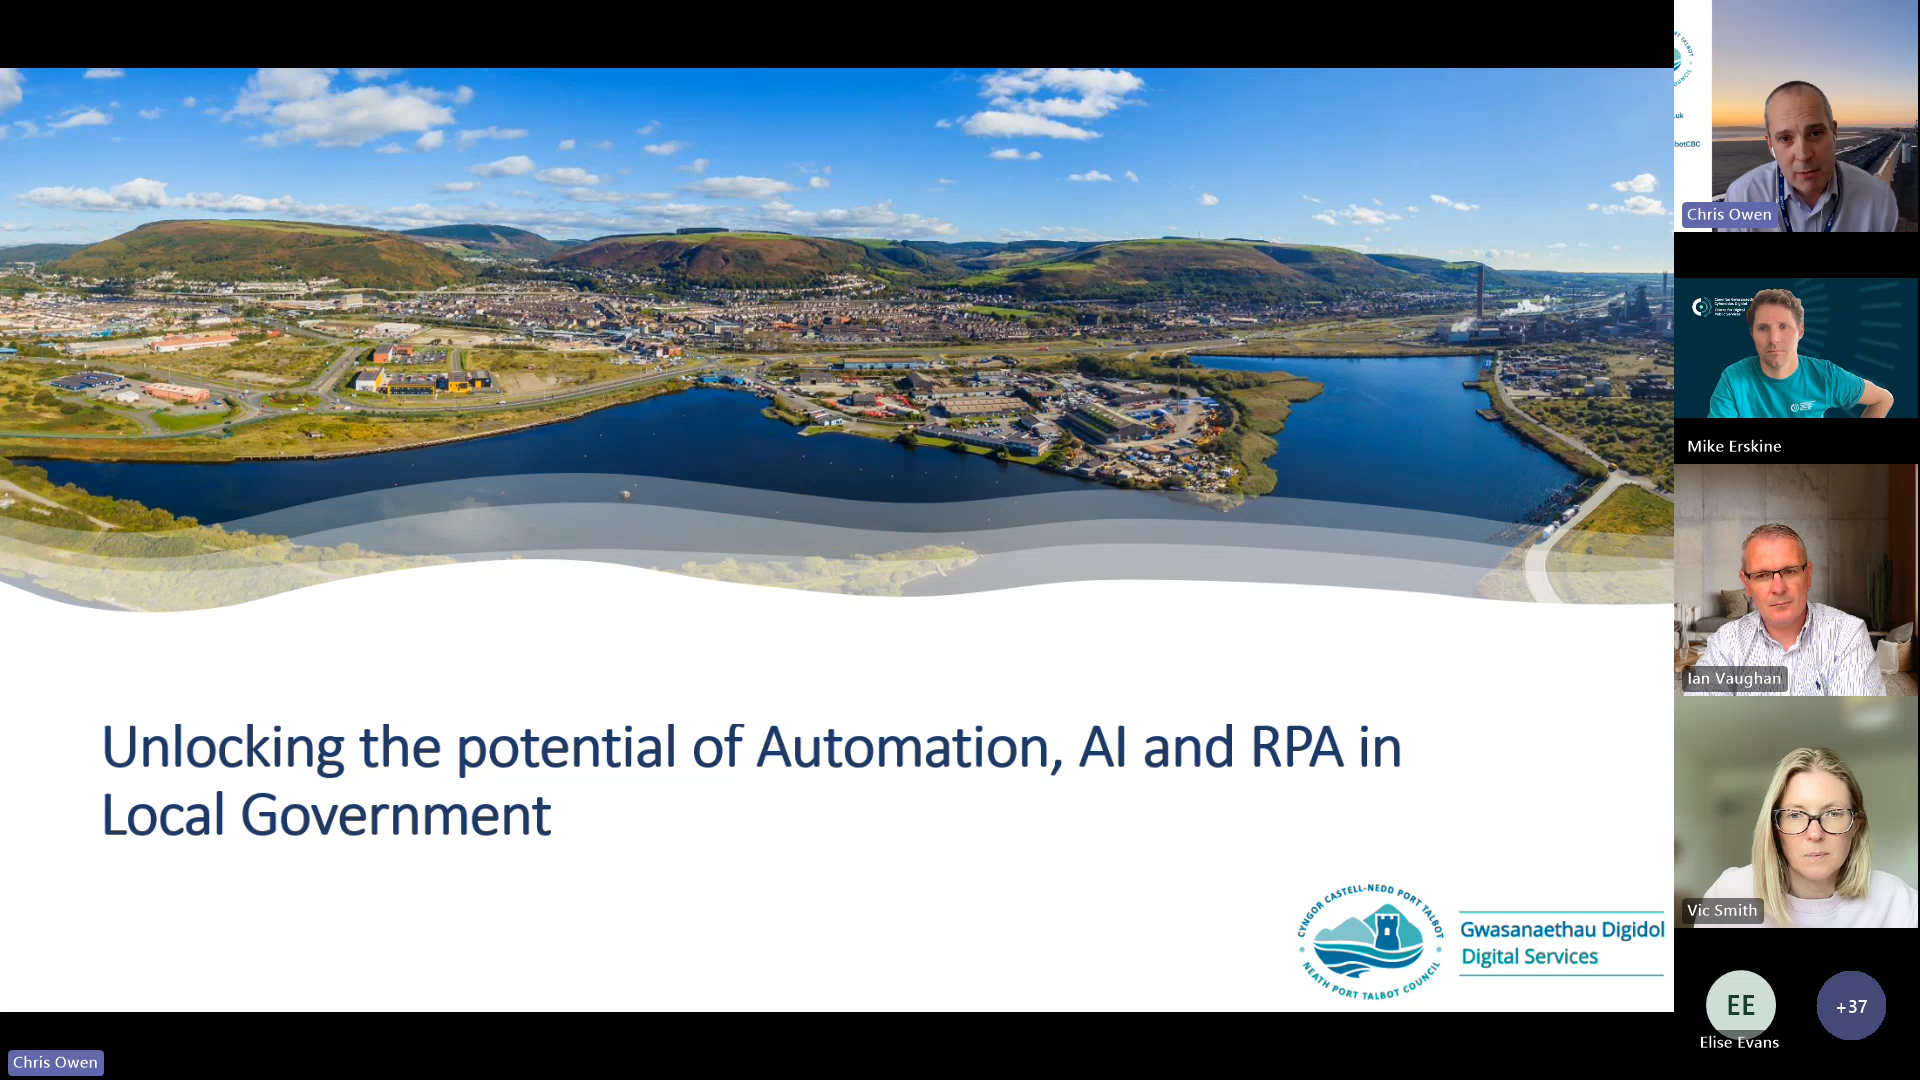 Unlocking the potential of Automation, AI and RPA in
Local Government
CYNGOR CASTELL-NEDD PORT TALBOT
NEATH PORT TALBOT COUNCIL
Gwasanaethau Digidol
Digital Services
Chris Owen
Chris Owen
.uk
botCBC
Mike Erskine
Ian Vaughan
Vic Smith
EE
Elise Evans
+37